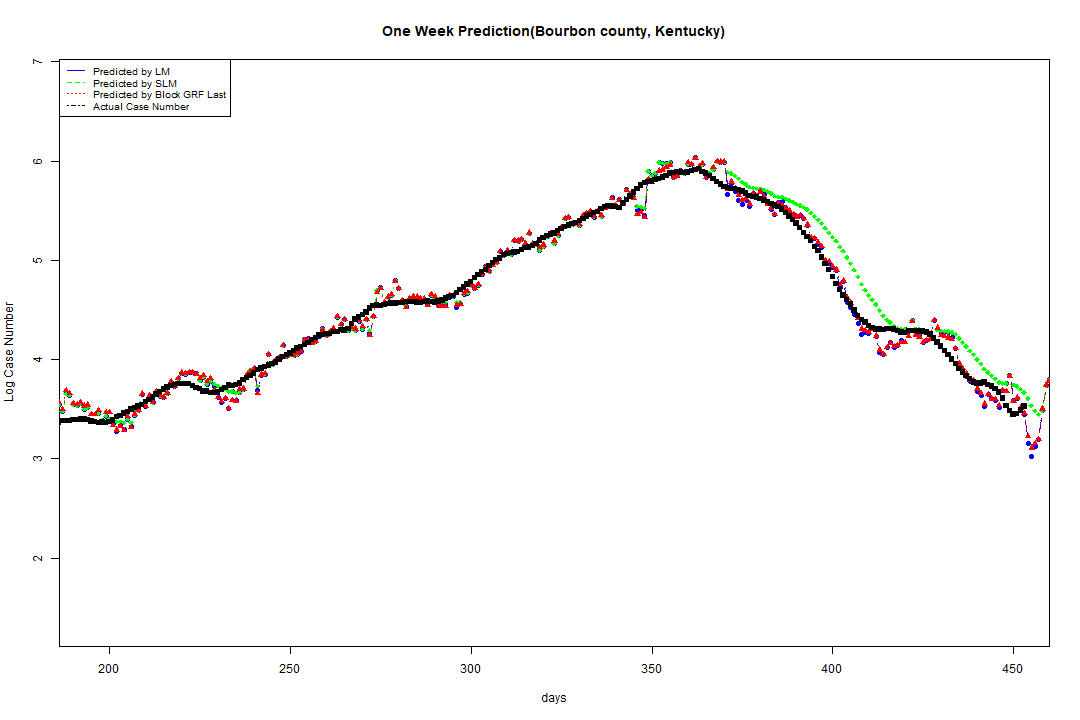 One Week Prediction(Bourbon county, Kentucky)
Predicted by LM
Predicted by SLM
Predicted by Block GRF Last
Actual Case Number
7
6
5
4
3
2
Log Case Number
200 250 300 350 400 450
days